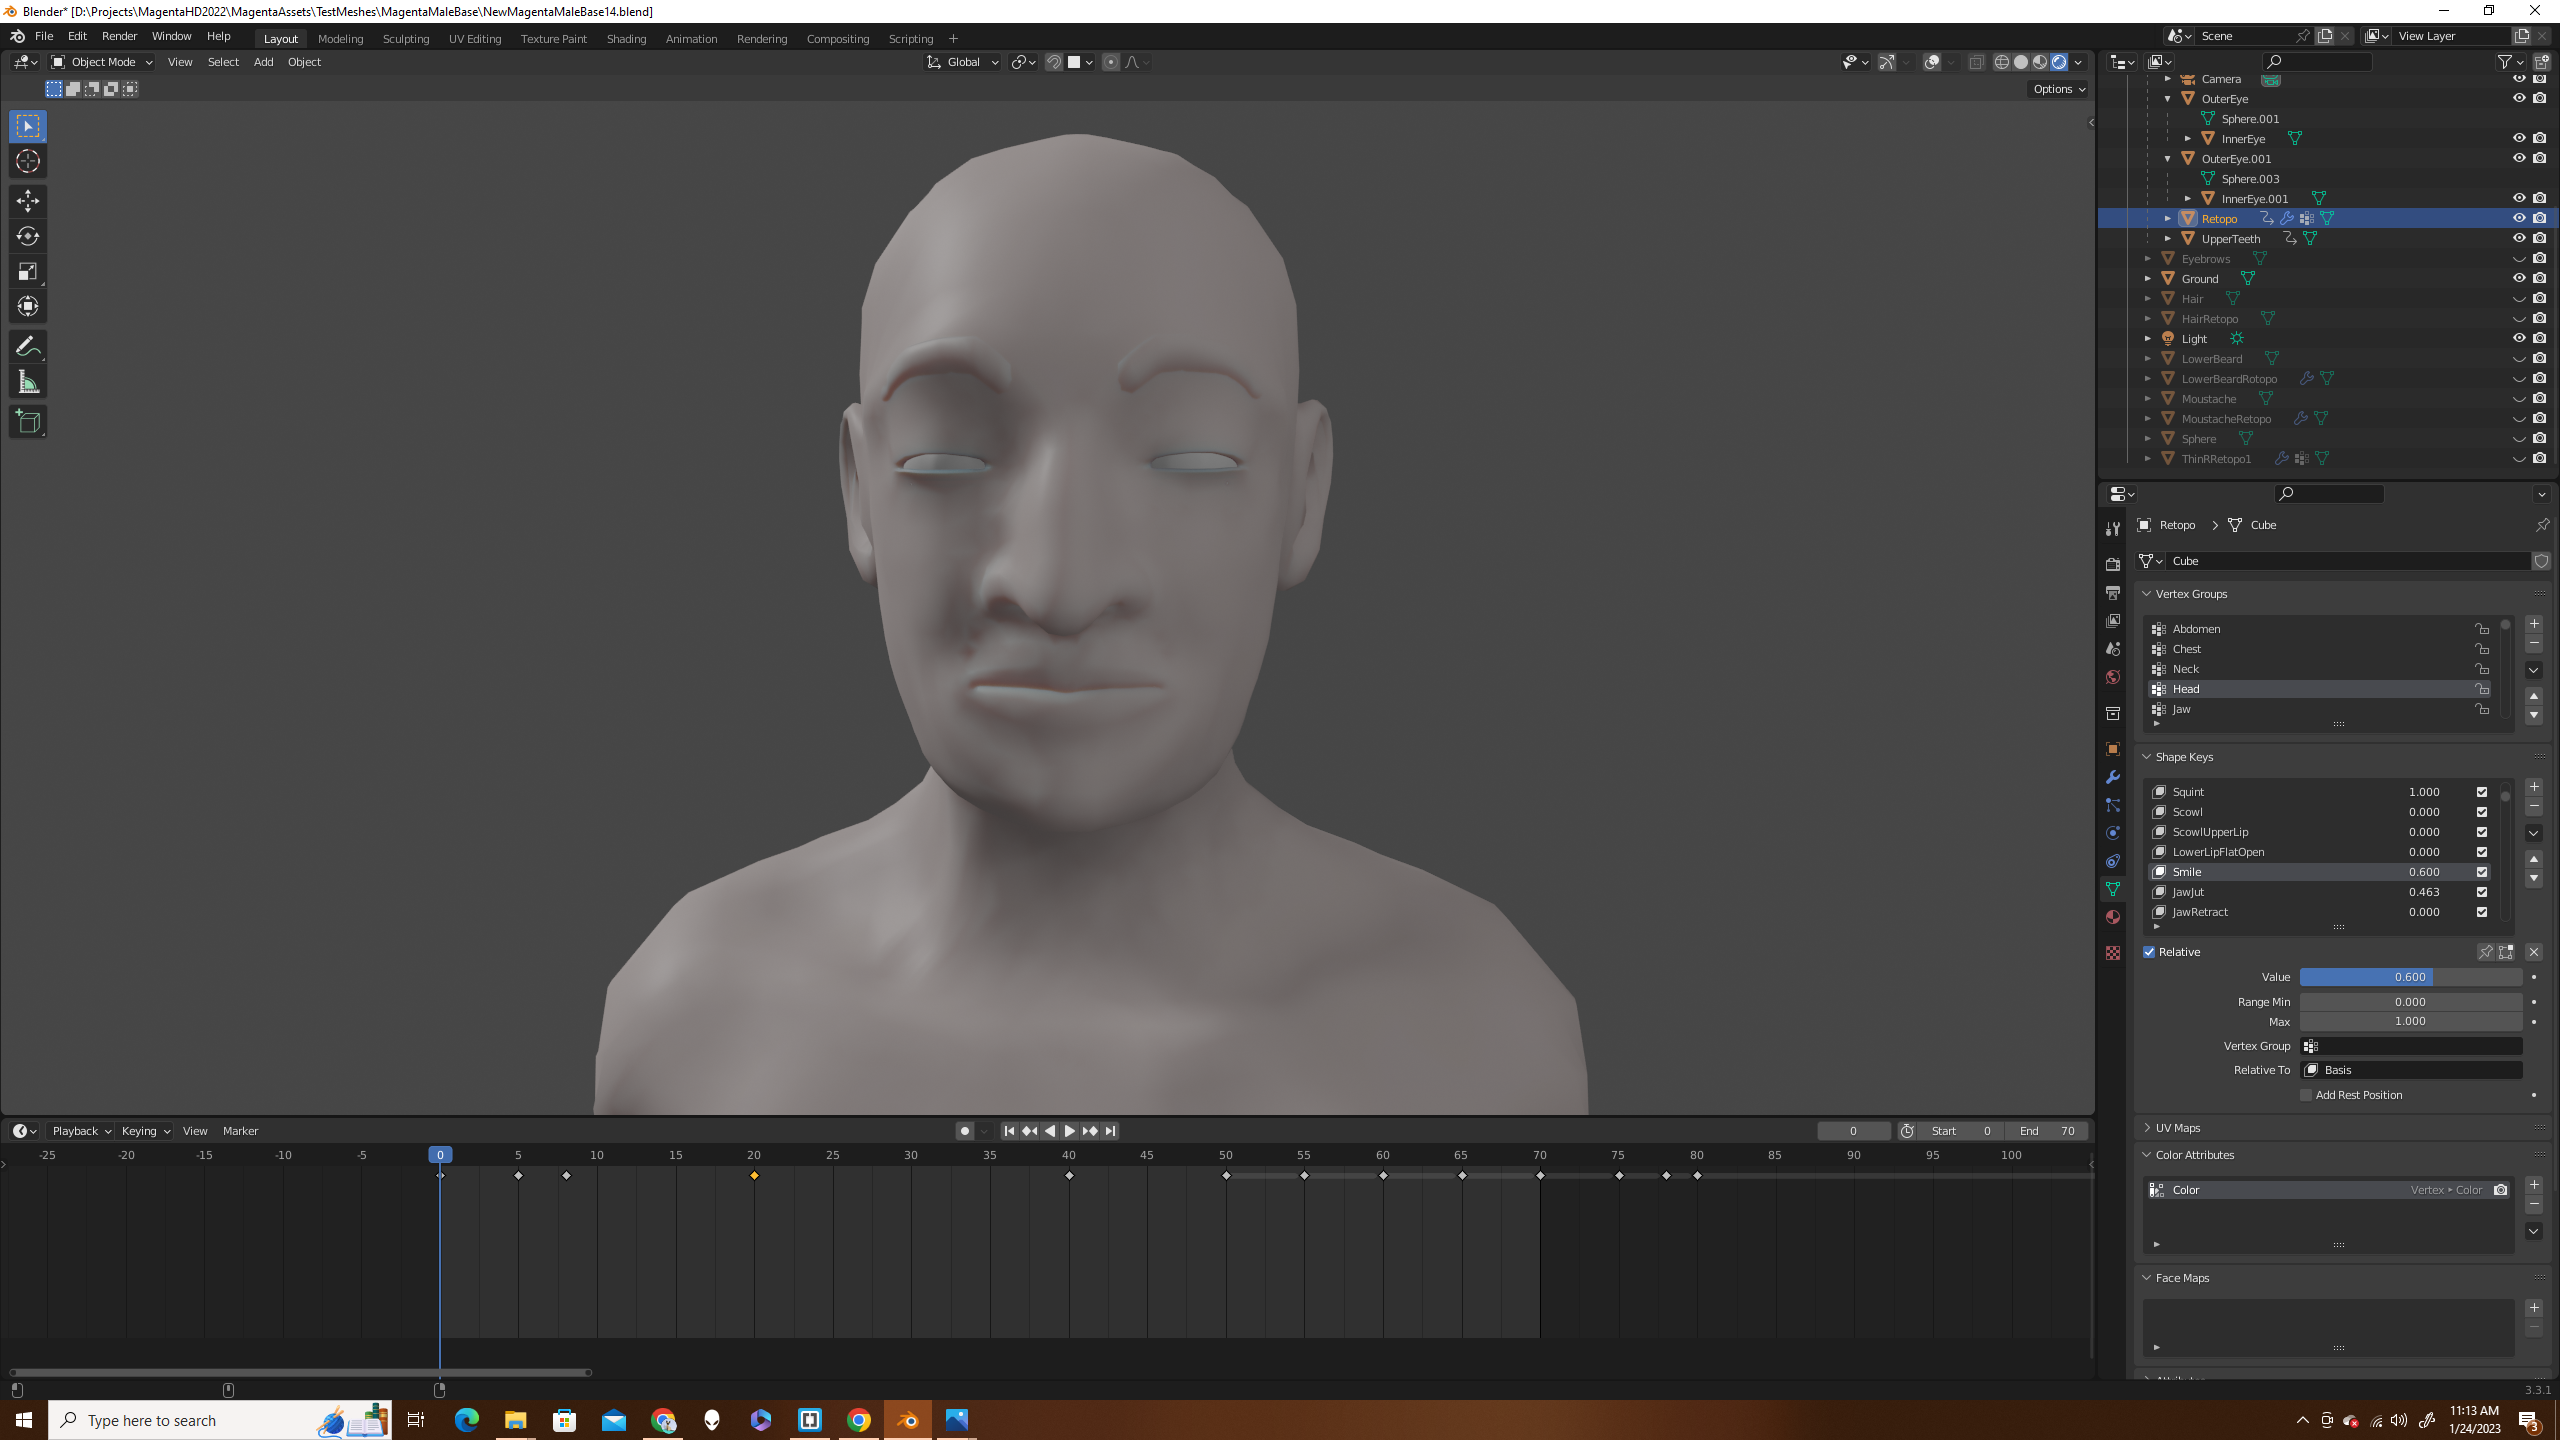 Blender* [D:\Projects\MagentaHD2022\MagentaAssets\TestMeshes\MagentaMaleBase\NewMagentaMaleBase14.blend]
File Edit Render Window Help Layout Modeling Sculpting UV Editing Texture Paint Shading Animation Rendering Compositing Scripting + Scene View Layer
Object Mode View Select Add Object Global
Options
Camera
OuterEye
Sphere.001
InnerEye
OuterEye.001
Sphere.003
InnerEye.001
Retopo
UpperTeeth
Eyebrows
Ground
Hair
HairRetopo
Light
LowerBeard
LowerBeardRotopo
Moustache
MoustacheRetopo
Sphere
ThinRRetopo1
Retopo > Cube
Cube
Vertex Groups
Abdomen
Chest
Neck
Head
Jaw
Shape Keys
Squint 1.000
Scowl 0.000
ScowlUpperLip 0.000
LowerLipFlatOpen 0.000
Smile 0.600
JawJut 0.463
JawRetract 0.000
Relative
Value 0.600
Range Min 0.000
Max 1.000
Vertex Group
Relative To Basis
Add Rest Position
UV Maps
Color Attributes
Color Vertex ▸ Color
Face Maps
Playback Keying View Marker 0 Start 0 End 70
-25 -20 -15 -10 -5 0 5 10 15 20 25 30 35 40 45 50 55 60 65 70 75 80 85 90 95 100
3.3.1
Type here to search
11:13 AM
1/24/2023
3